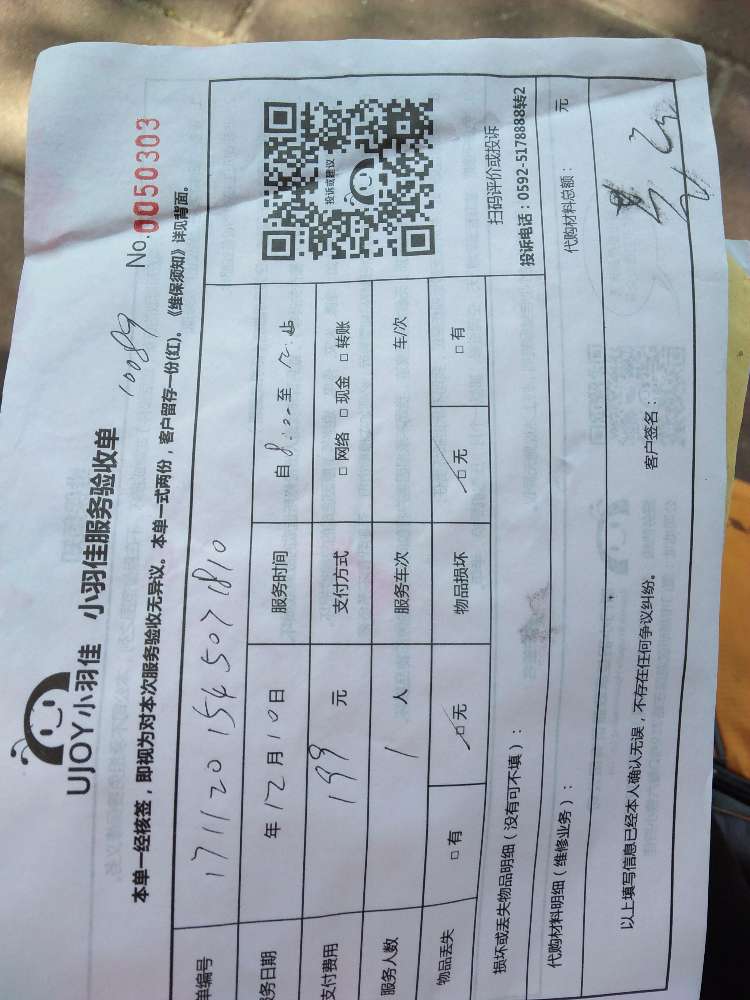 UJOY小羽佳 小羽佳服务验收单
10089
No.0050303
本单一经核签，即视为对本次服务验收无异议。本单一式两份，客户留存一份(红)。《维保须知》详见背面。
单编号 171120154507 1810
务日期 年12月10日 服务时间 自8:00至12:
支付费用 199 元 支付方式 □网络 □现金 □转账
服务人数 1 人 服务车次 车/次
物品丢失 □有 □无 物品损坏 □无 □有
投诉或建议
扫码评价或投诉
投诉电话：0592-5178888转2
损坏或丢失物品明细（没有可不填）：
代购材料明细（维修业务）： 代购材料总额： 元
以上填写信息已经本人确认无误，不存在任何争议纠纷。
客户签名：